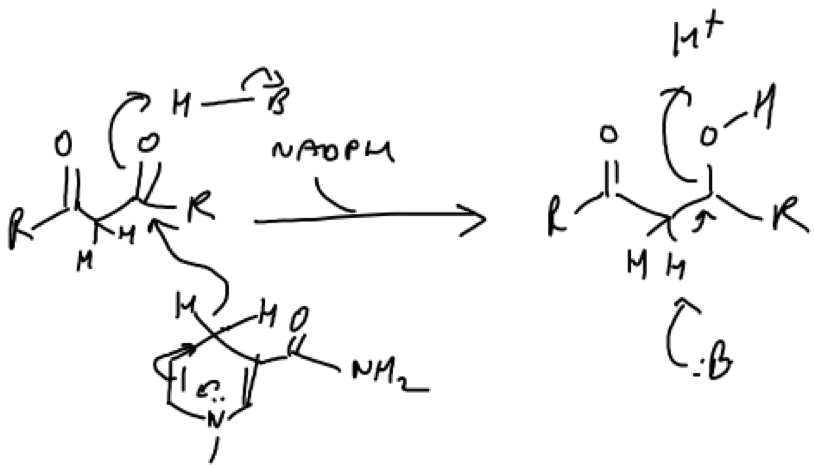 H+
H B
B H
O O
NADPH
O O H
R R
H H
R R
H H
H H O
:B
NH2
N